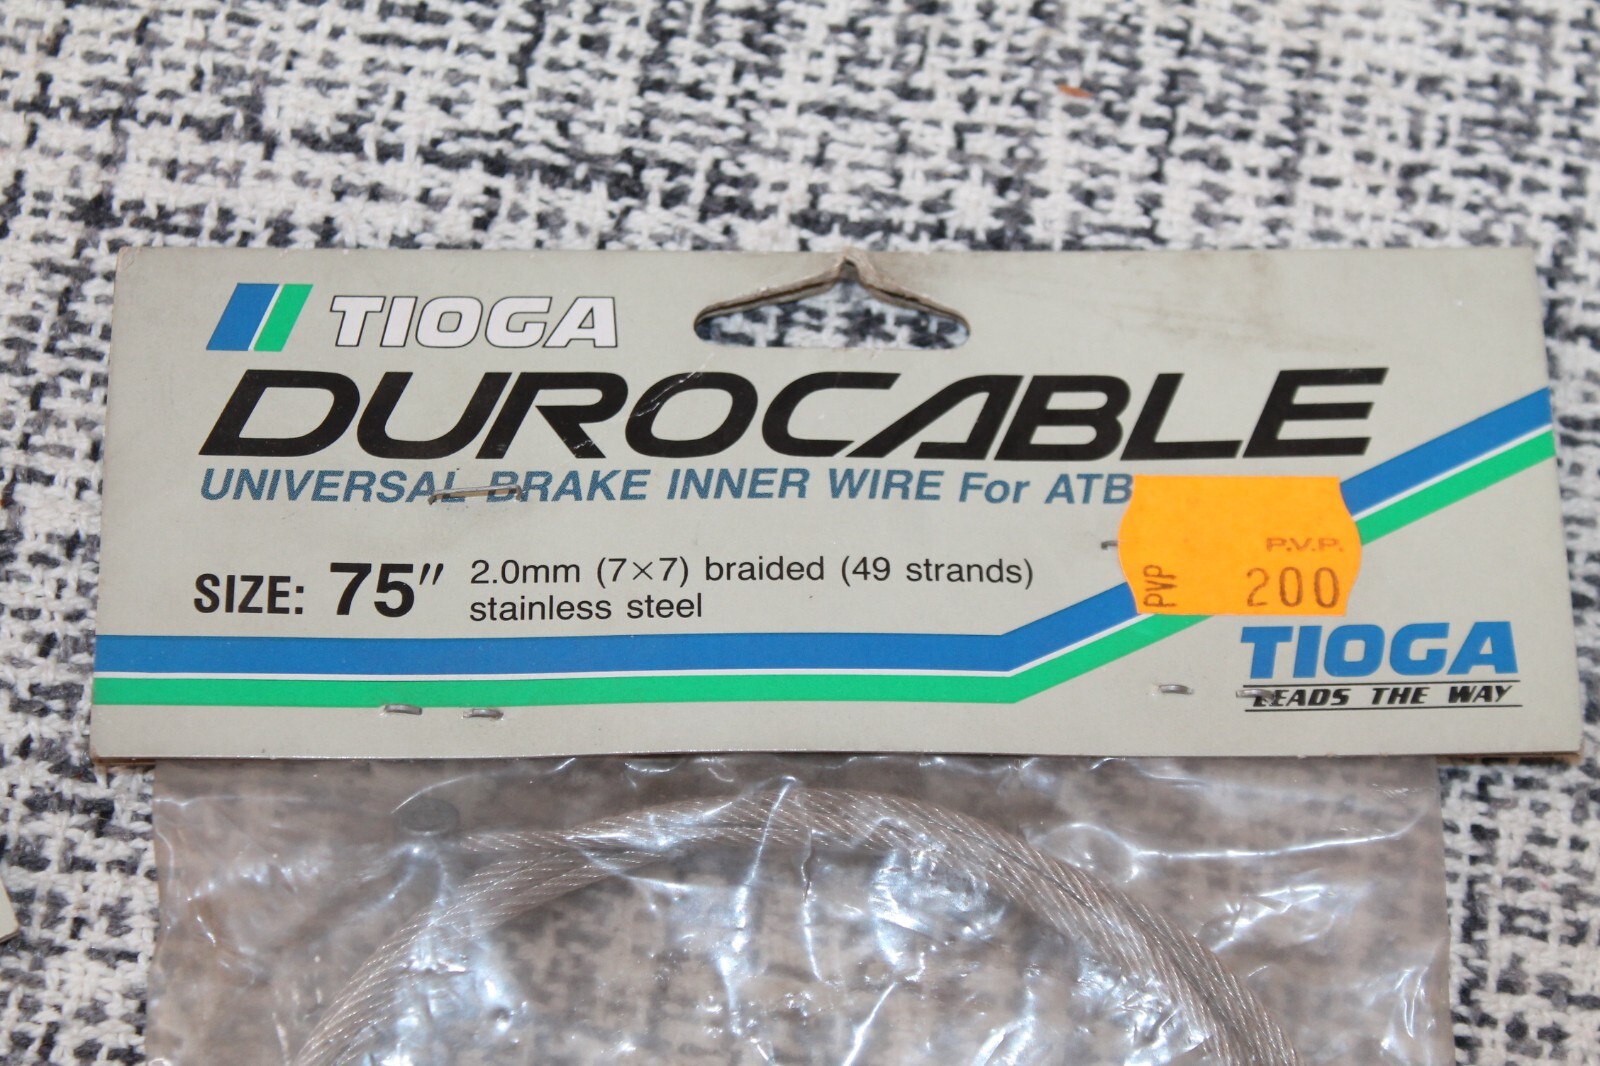 TIOGA
DUROCABLE
UNIVERSAL BRAKE INNER WIRE For ATB
SIZE: 75" 2.0mm (7×7) braided (49 strands)
stainless steel
P.V.P.
PVP 200
TIOGA
LEADS THE WAY